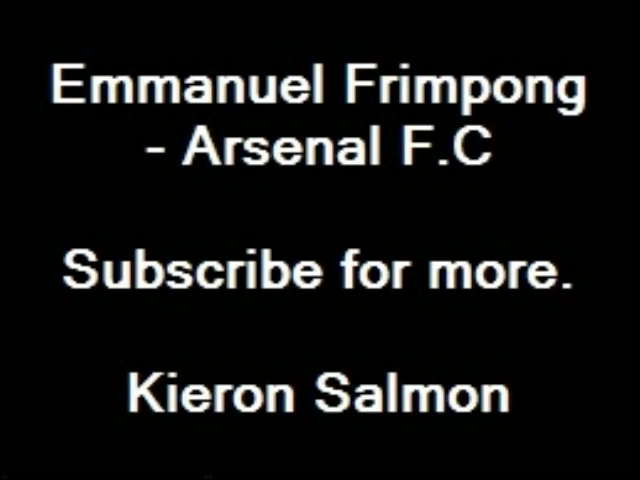 Emmanuel Frimpong
- Arsenal F.C
Subscribe for more.
Kieron Salmon